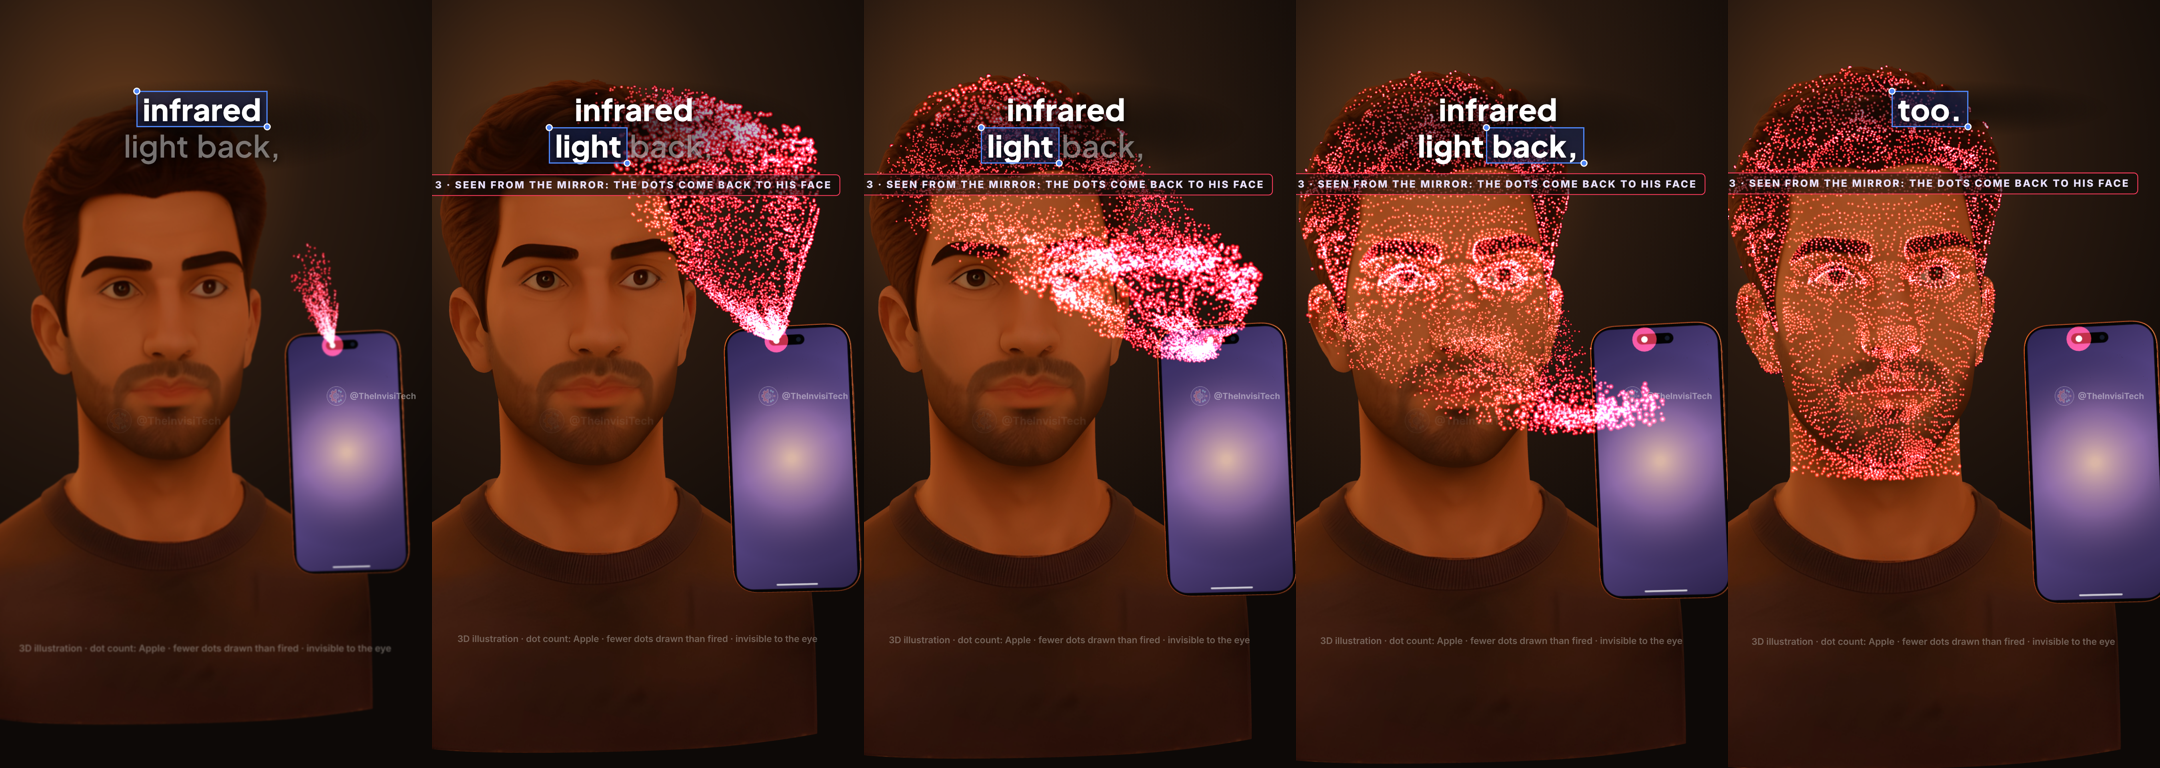 infrared
light back,
@TheInvisiTech
@TheInvisiTech
3D illustration · dot count: Apple · fewer dots drawn than fired · invisible to the eye
infrared
light back
3 · SEEN FROM THE MIRROR: THE DOTS COME BACK TO HIS FACE
@TheInvisiTech
@TheInvisiTech
3D illustration · dot count: Apple · fewer dots drawn than fired · invisible to the eye
infrared
light back,
3 · SEEN FROM THE MIRROR: THE DOTS COME BACK TO HIS FACE
@TheInvisiTech
@TheInvisiTech
3D illustration · dot count: Apple · fewer dots drawn than fired · invisible to the eye
infrared
light back,
3 · SEEN FROM THE MIRROR: THE DOTS COME BACK TO HIS FACE
3D illustration · dot count: Apple · fewer dots drawn than fired · invisible to the eye
too.
3 · SEEN FROM THE MIRROR: THE DOTS COME BACK TO HIS FACE
@TheInvisiTech
3D illustration · dot count: Apple · fewer dots drawn than fired · invisible to the eye